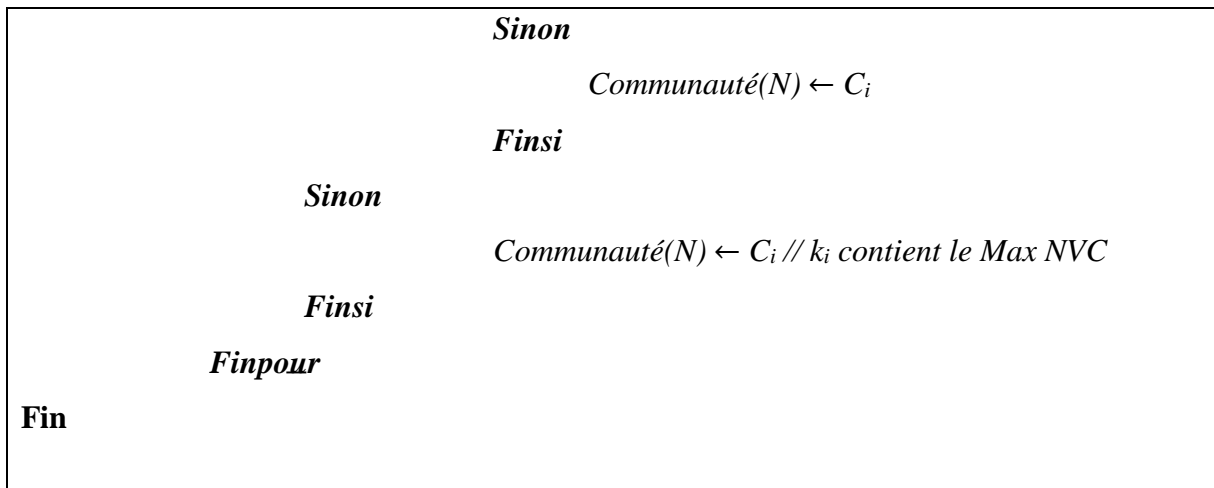 Sinon
Communauté(N) ← Ci
Finsi
Sinon
Communauté(N) ← Ci // ki contient le Max NVC
Finsi
Finpour
Fin